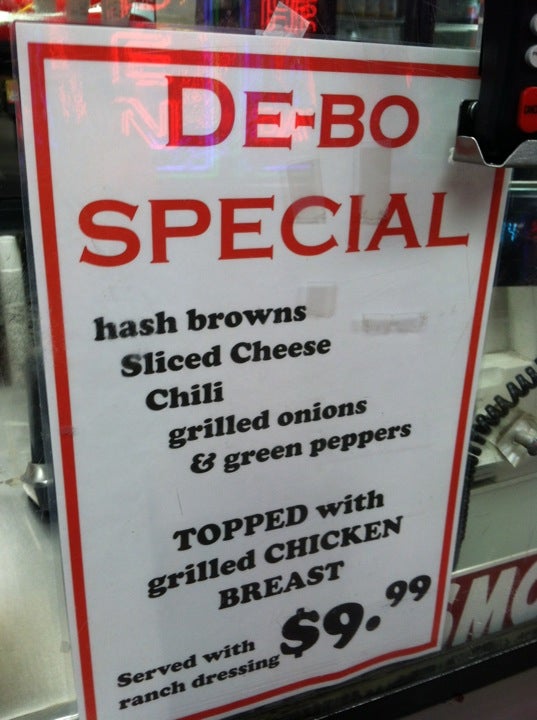 DE-BO
SPECIAL
hash browns
Sliced Cheese
Chili
grilled onions
& green peppers
TOPPED with
grilled CHICKEN
BREAST
$9.99
Served with
ranch dressing